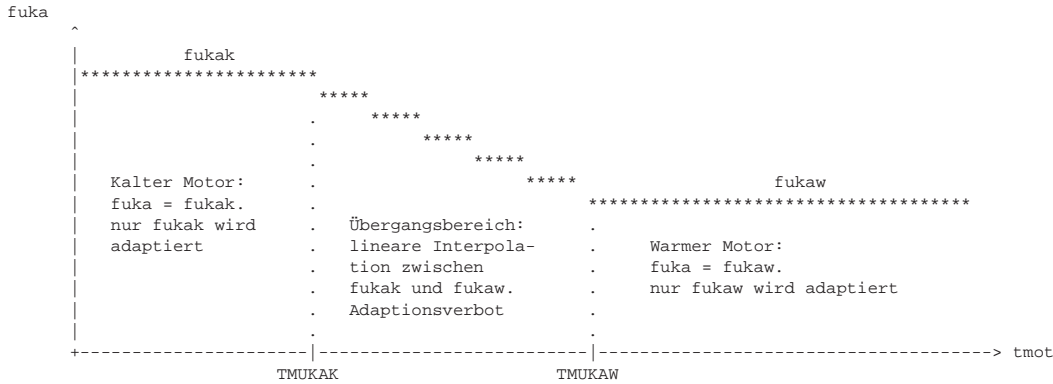 fuka
^
|          fukak
|***********************
|                       *****
|                      .     *****
|                      .          *****
|                      .               *****
|  Kalter Motor:       .                    *****                   fukaw
|  fuka = fukak.       .                          *************************************
|  nur fukak wird      .  Übergangsbereich:       .
|  adaptiert           .  lineare Interpola-      .     Warmer Motor:
|                      .  tion zwischen           .     fuka = fukaw.
|                      .  fukak und fukaw.        .     nur fukaw wird adaptiert
|                      .  Adaptionsverbot         .
|                      .                          .
+----------------------|--------------------------|--------------------------------------> tmot
TMUKAK                     TMUKAW